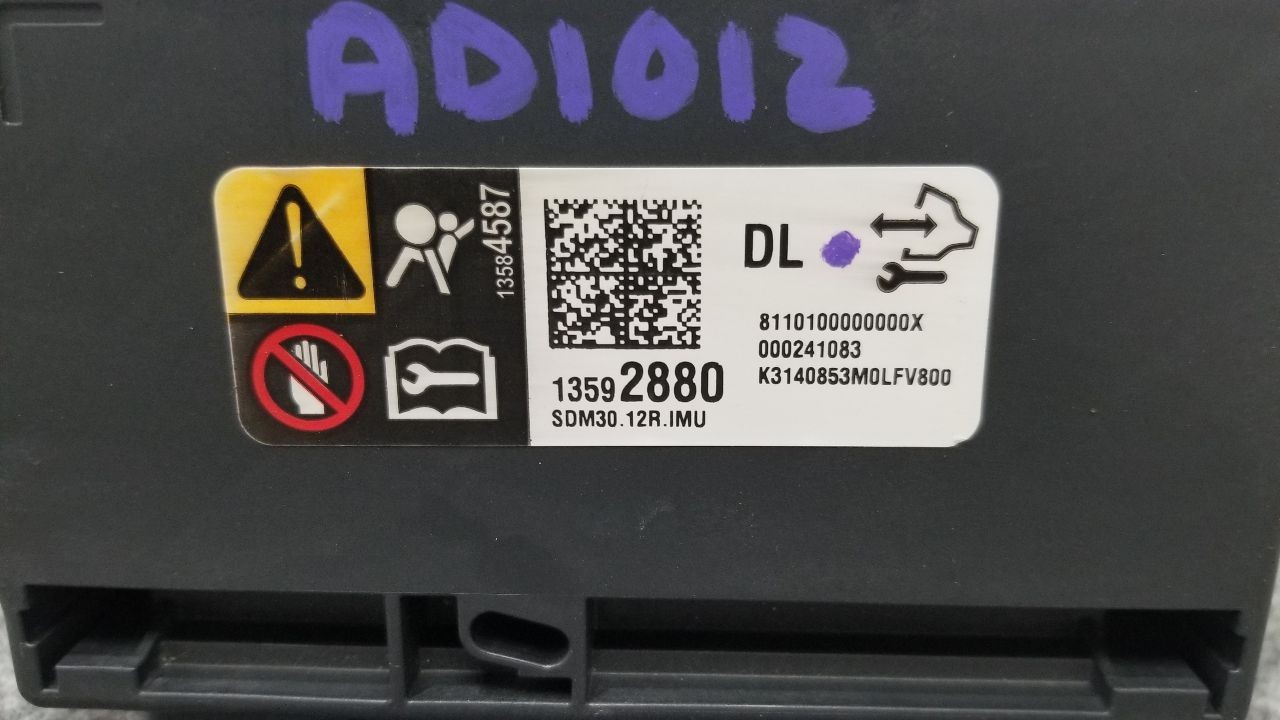 AD1012
13584587
DL
8110100000000X
000241083
K3140853M0LFV800
13592880
SDM30.12R.IMU